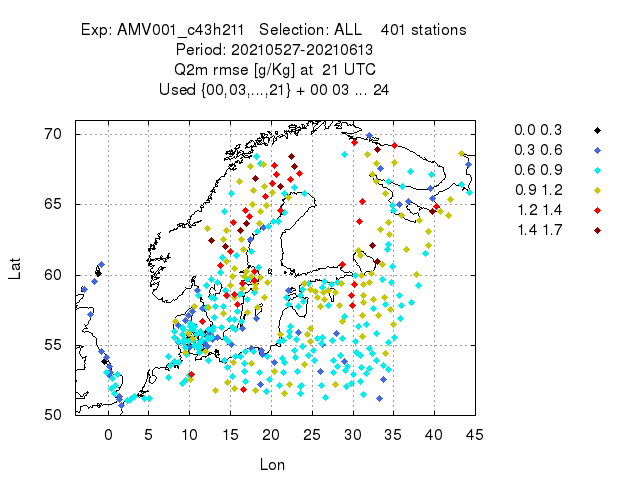 Exp: AMV001_c43h211   Selection: ALL    401 stations
Period: 20210527-20210613
Q2m rmse [g/Kg] at  21 UTC
Used {00,03,...,21} + 00 03 ... 24
0.0 0.3
0.3 0.6
0.6 0.9
0.9 1.2
1.2 1.4
1.4 1.7
70
65
60
55
50
Lat
0 5 10 15 20 25 30 35 40 45
Lon